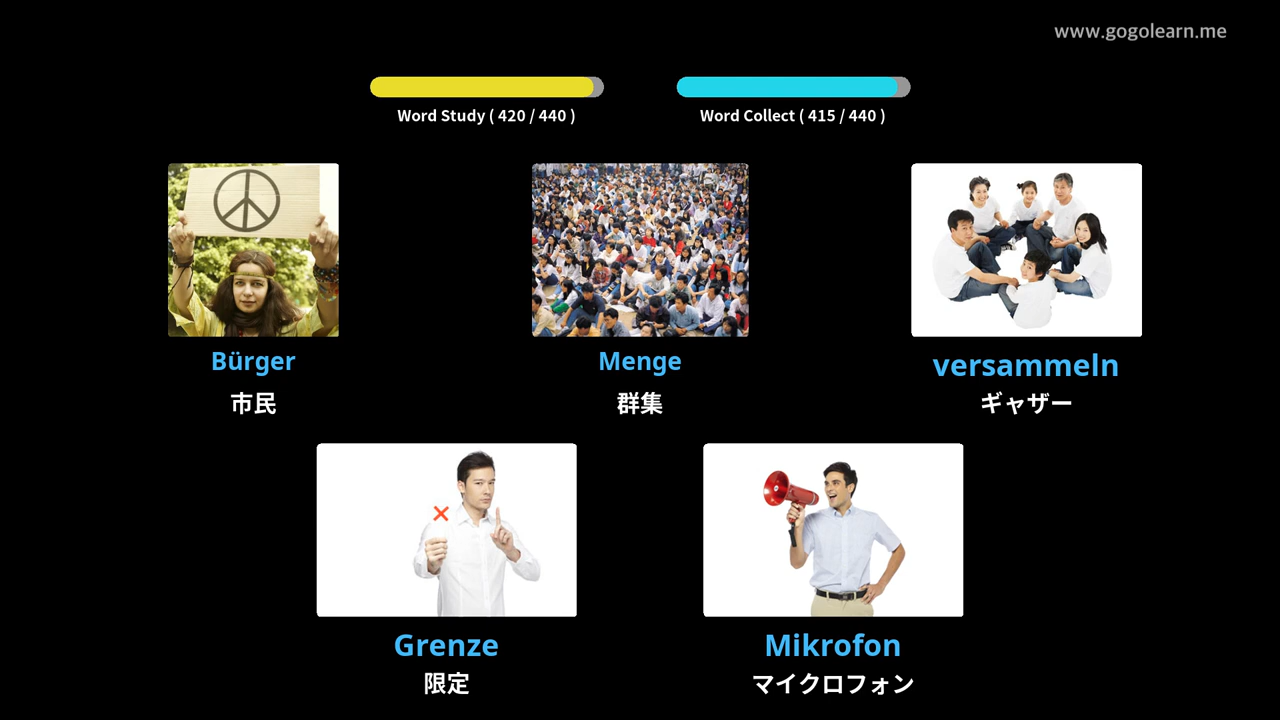 www.gogolearn.me
Word Study ( 420 / 440 )
Word Collect ( 415 / 440 )
Bürger
市民
Menge
群集
versammeln
ギャザー
Grenze
限定
Mikrofon
マイクロフォン